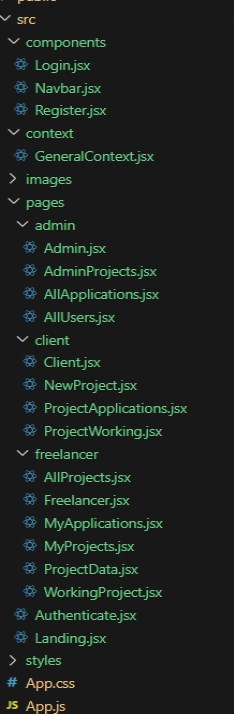 public
src
components
Login.jsx
Navbar.jsx
Register.jsx
context
GeneralContext.jsx
images
pages
admin
Admin.jsx
AdminProjects.jsx
AllApplications.jsx
AllUsers.jsx
client
Client.jsx
NewProject.jsx
ProjectApplications.jsx
ProjectWorking.jsx
freelancer
AllProjects.jsx
Freelancer.jsx
MyApplications.jsx
MyProjects.jsx
ProjectData.jsx
WorkingProject.jsx
Authenticate.jsx
Landing.jsx
styles
# App.css
JS App.js